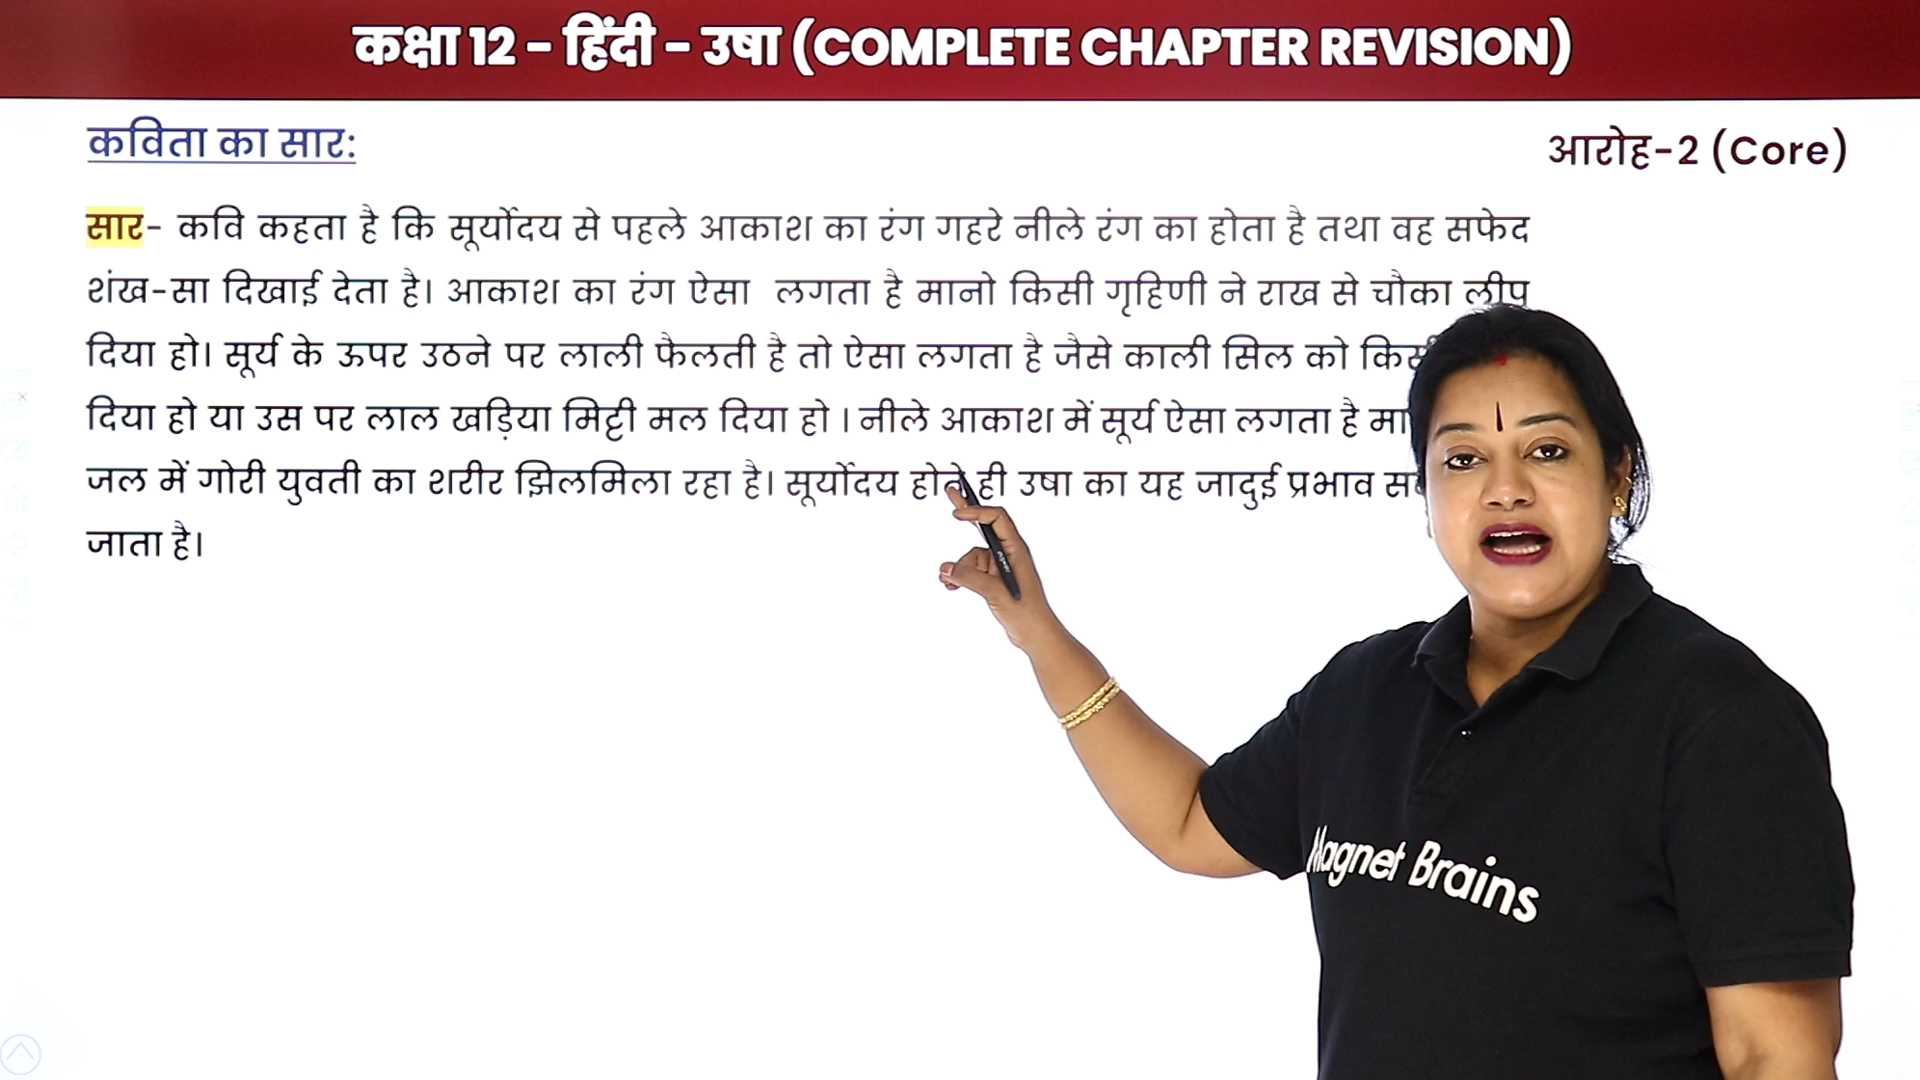 कक्षा 12 - हिंदी - उषा (COMPLETE CHAPTER REVISION)
कविता का सार:
आरोह-2 (Core)
सार- कवि कहता है कि सूर्योदय से पहले आकाश का रंग गहरे नीले रंग का होता है तथा वह सफेद
शंख-सा दिखाई देता है। आकाश का रंग ऐसा लगता है मानो किसी गृहिणी ने राख से चौका लीप
दिया हो। सूर्य के ऊपर उठने पर लाली फैलती है तो ऐसा लगता है जैसे काली सिल को
दिया हो या उस पर लाल खड़िया मिट्टी मल दिया हो । नीले आकाश में सूर्य ऐसा लगता है
जल में गोरी युवती का शरीर झिलमिला रहा है। सूर्योदय होते ही उषा का यह जादुई प्रभाव
जाता है।
Magnet Brains